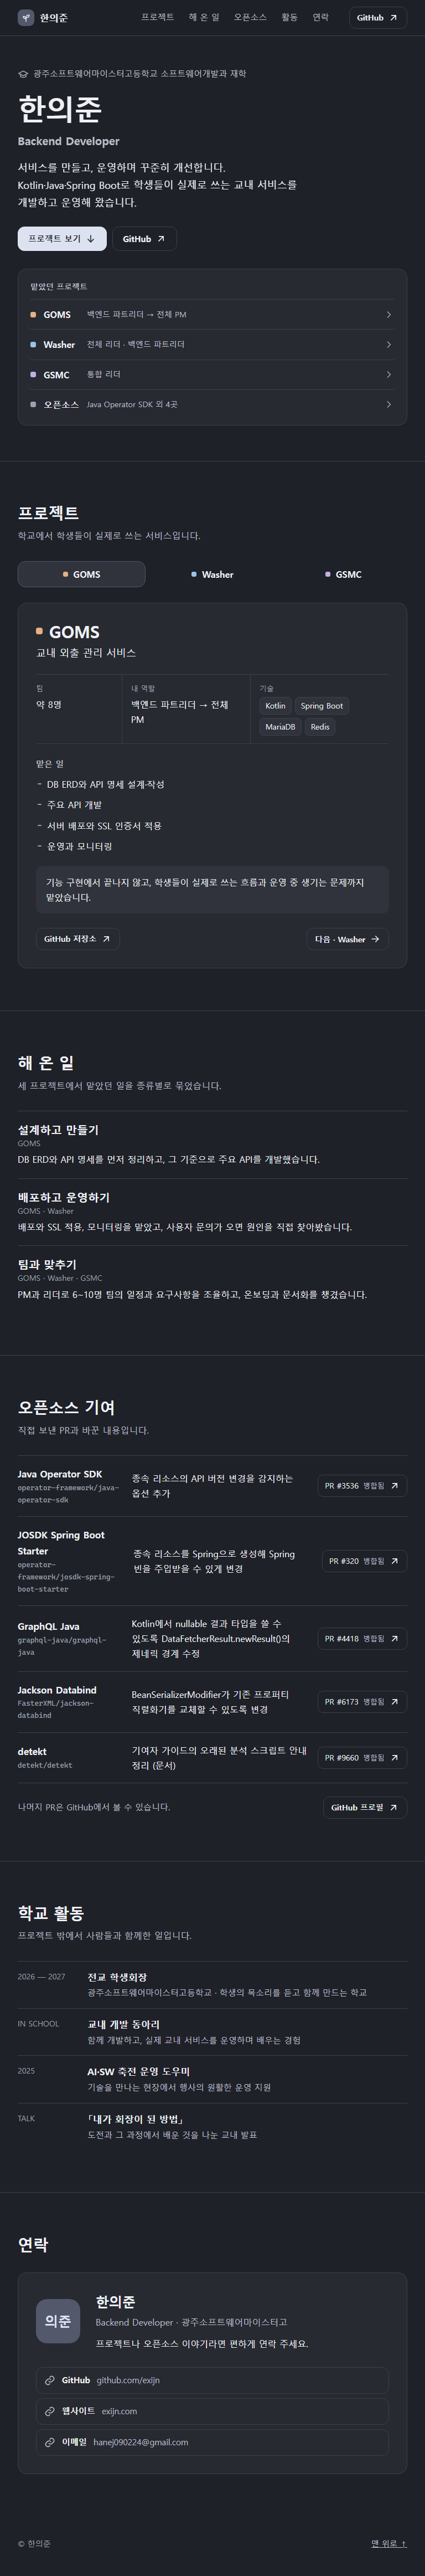 한의준
프로젝트
해 온 일
오픈소스
활동
연락
GitHub
광주소프트웨어마이스터고등학교 소프트웨어개발과 재학
한의준
Backend Developer
서비스를 만들고, 운영하며 꾸준히 개선합니다.
Kotlin·Java·Spring Boot로 학생들이 실제로 쓰는 교내 서비스를
개발하고 운영해 왔습니다.
프로젝트 보기 ↓
GitHub
맡았던 프로젝트
GOMS 백엔드 파트리더 → 전체 PM
Washer 전체 리더 · 백엔드 파트리더
GSMC 통합 리더
오픈소스 Java Operator SDK 외 4곳
프로젝트
학교에서 학생들이 실제로 쓰는 서비스입니다.
GOMS
Washer
GSMC
GOMS
교내 외출 관리 서비스
팀
약 8명
내 역할
백엔드 파트리더 → 전체
PM
기술
Kotlin
Spring Boot
MariaDB
Redis
맡은 일
– DB ERD와 API 명세 설계·작성
– 주요 API 개발
– 서버 배포와 SSL 인증서 적용
– 운영과 모니터링
기능 구현에서 끝나지 않고, 학생들이 실제로 쓰는 흐름과 운영 중 생기는 문제까지
맡았습니다.
GitHub 저장소
다음 · Washer →
해 온 일
세 프로젝트에서 맡았던 일을 종류별로 묶었습니다.
설계하고 만들기
GOMS
DB ERD와 API 명세를 먼저 정리하고, 그 기준으로 주요 API를 개발했습니다.
배포하고 운영하기
GOMS · Washer
배포와 SSL 적용, 모니터링을 맡았고, 사용자 문의가 오면 원인을 직접 찾아봤습니다.
팀과 맞추기
GOMS · Washer · GSMC
PM과 리더로 6~10명 팀의 일정과 요구사항을 조율하고, 온보딩과 문서화를 챙겼습니다.
오픈소스 기여
직접 보낸 PR과 바꾼 내용입니다.
Java Operator SDK
operator-framework/java-
operator-sdk
종속 리소스의 API 버전 변경을 감지하는
옵션 추가
PR #3536 병합됨
JOSDK Spring Boot
Starter
operator-
framework/josdk-spring-
boot-starter
종속 리소스를 Spring으로 생성해 Spring
빈을 주입받을 수 있게 변경
PR #320 병합됨
GraphQL Java
graphql-java/graphql-
java
Kotlin에서 nullable 결과 타입을 쓸 수
있도록 DataFetcherResult.newResult()의
제네릭 경계 수정
PR #4418 병합됨
Jackson Databind
FasterXML/jackson-
databind
BeanSerializerModifier가 기존 프로퍼티
직렬화기를 교체할 수 있도록 변경
PR #6173 병합됨
detekt
detekt/detekt
기여자 가이드의 오래된 분석 스크립트 안내
정리 (문서)
PR #9660 병합됨
나머지 PR은 GitHub에서 볼 수 있습니다.
GitHub 프로필
학교 활동
프로젝트 밖에서 사람들과 함께한 일입니다.
2026 — 2027
전교 학생회장
광주소프트웨어마이스터고등학교 · 학생의 목소리를 듣고 함께 만드는 학교
IN SCHOOL
교내 개발 동아리
함께 개발하고, 실제 교내 서비스를 운영하며 배우는 경험
2025
AI·SW 축전 운영 도우미
기술을 만나는 현장에서 행사의 원활한 운영 지원
TALK
「내가 회장이 된 방법」
도전과 그 과정에서 배운 것을 나눈 교내 발표
연락
의준
한의준
Backend Developer · 광주소프트웨어마이스터고
프로젝트나 오픈소스 이야기라면 편하게 연락 주세요.
GitHub github.com/exijn
웹사이트 exijn.com
이메일 hanej090224@gmail.com
© 한의준
맨 위로 ↑